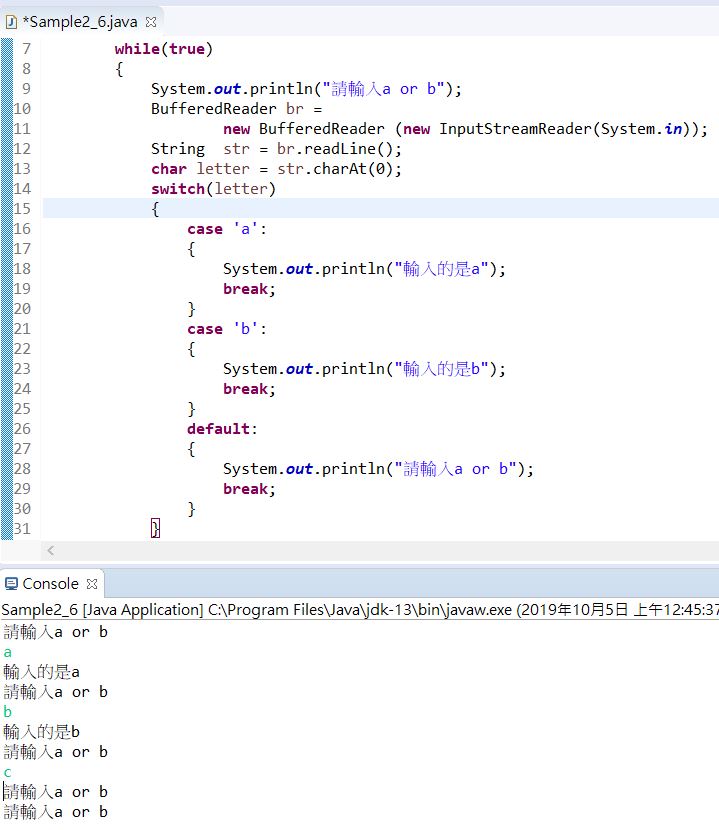 *Sample2_6.java
7 while(true)
8 {
9 System.out.println("請輸入a or b");
10 BufferedReader br =
11 new BufferedReader (new InputStreamReader(System.in));
12 String  str = br.readLine();
13 char letter = str.charAt(0);
14 switch(letter)
15 {
16 case 'a':
17 {
18 System.out.println("輸入的是a");
19 break;
20 }
21 case 'b':
22 {
23 System.out.println("輸入的是b");
24 break;
25 }
26 default:
27 {
28 System.out.println("請輸入a or b");
29 break;
30 }
31 }
Console
Sample2_6 [Java Application] C:\Program Files\Java\jdk-13\bin\javaw.exe (2019年10月5日 上午12:45:37
請輸入a or b
a
輸入的是a
請輸入a or b
b
輸入的是b
請輸入a or b
c
請輸入a or b
請輸入a or b